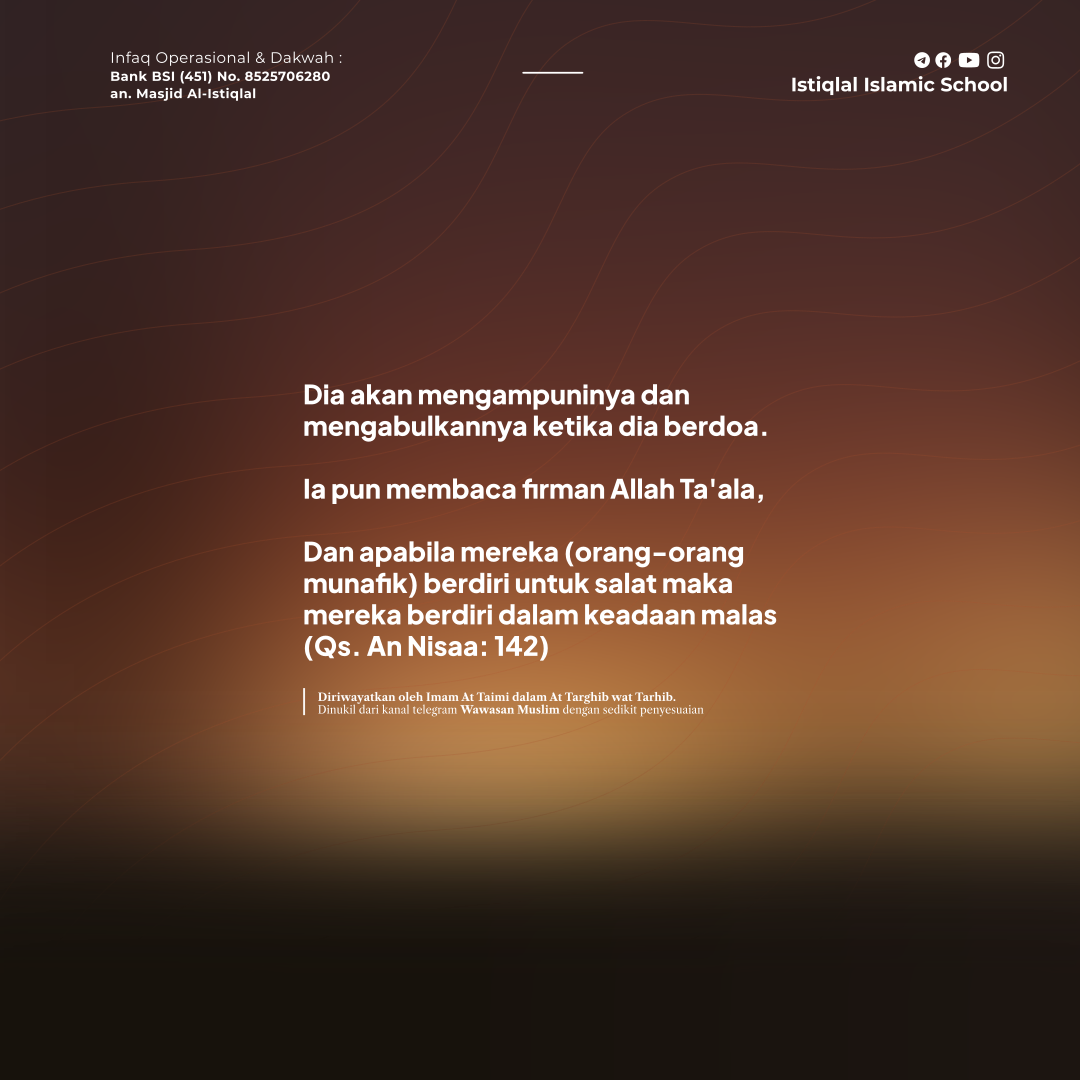 Infaq Operasional & Dakwah :
Bank BSI (451) No. 8525706280
an. Masjid Al-Istiqlal
Istiqlal Islamic School
Dia akan mengampuninya dan
mengabulkannya ketika dia berdoa.
Ia pun membaca firman Allah Ta'ala,
Dan apabila mereka (orang-orang
munafik) berdiri untuk salat maka
mereka berdiri dalam keadaan malas
(Qs. An Nisaa: 142)
Diriwayatkan oleh Imam At Taimi dalam At Targhib wat Tarhib.
Dinukil dari kanal telegram Wawasan Muslim dengan sedikit penyesuaian